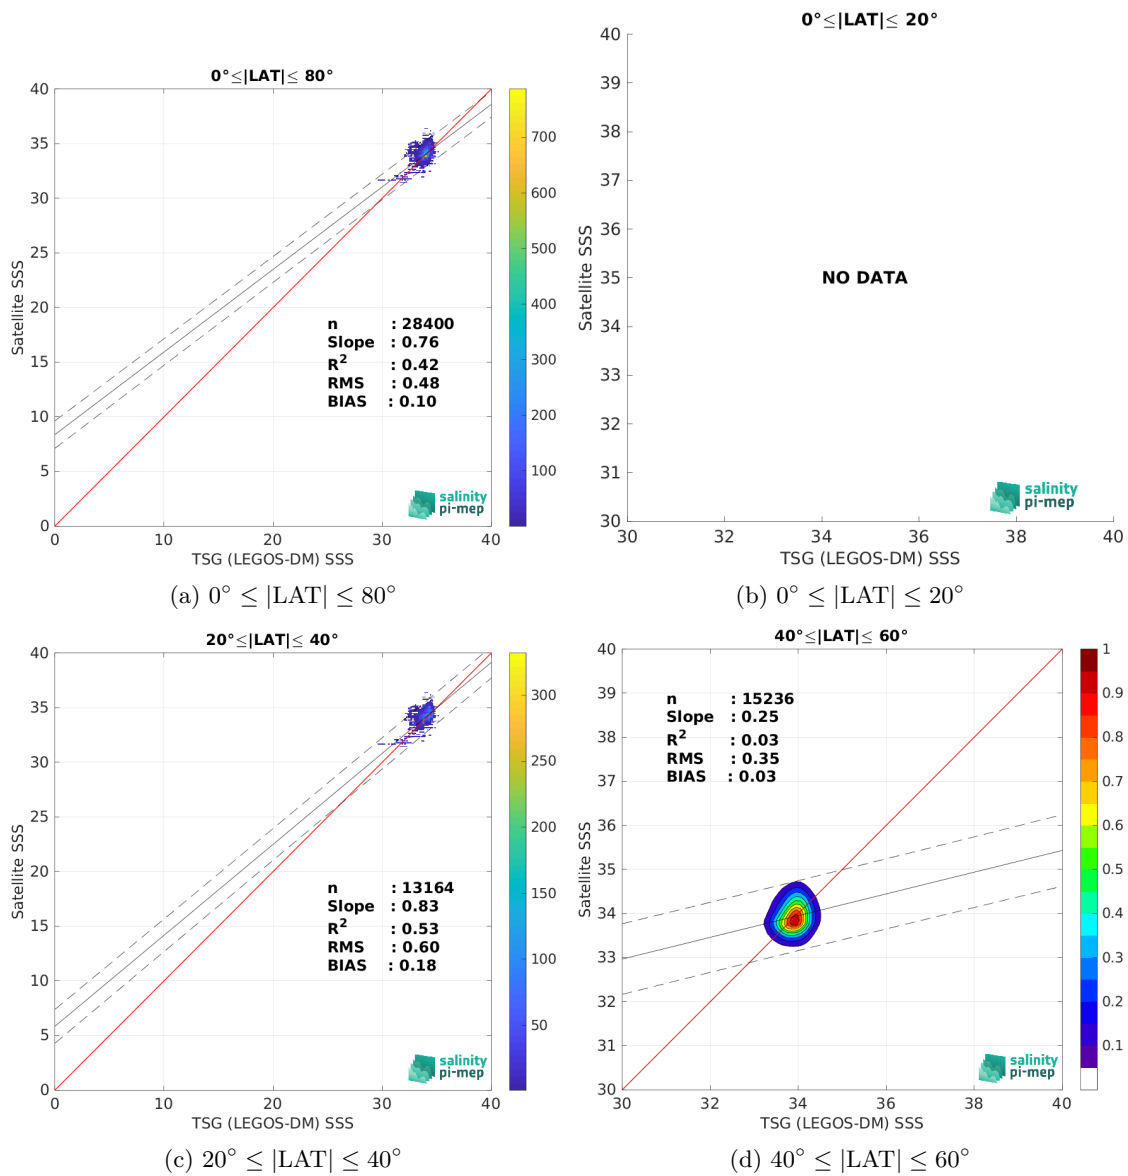 0°≤|LAT|≤ 80°
40
35
30
25
20
15
10
5
0
0
10
20
30
40
Satellite SSS
TSG (LEGOS-DM) SSS
n : 28400
Slope : 0.76
R² : 0.42
RMS : 0.48
BIAS : 0.10
700
600
500
400
300
200
100
salinity
pi-mep
(a) 0° ≤ |LAT| ≤ 80°
0°≤|LAT|≤ 20°
40
39
38
37
36
35
34
33
32
31
30
30
32
34
36
38
40
Satellite SSS
TSG (LEGOS-DM) SSS
NO DATA
salinity
pi-mep
(b) 0° ≤ |LAT| ≤ 20°
20°≤|LAT|≤ 40°
40
35
30
25
20
15
10
5
0
0
10
20
30
40
Satellite SSS
TSG (LEGOS-DM) SSS
n : 13164
Slope : 0.83
R² : 0.53
RMS : 0.60
BIAS : 0.18
300
250
200
150
100
50
salinity
pi-mep
(c) 20° ≤ |LAT| ≤ 40°
40°≤|LAT|≤ 60°
40
39
38
37
36
35
34
33
32
31
30
30
32
34
36
38
40
Satellite SSS
TSG (LEGOS-DM) SSS
n : 15236
Slope : 0.25
R² : 0.03
RMS : 0.35
BIAS : 0.03
1
0.9
0.8
0.7
0.6
0.5
0.4
0.3
0.2
0.1
salinity
pi-mep
(d) 40° ≤ |LAT| ≤ 60°